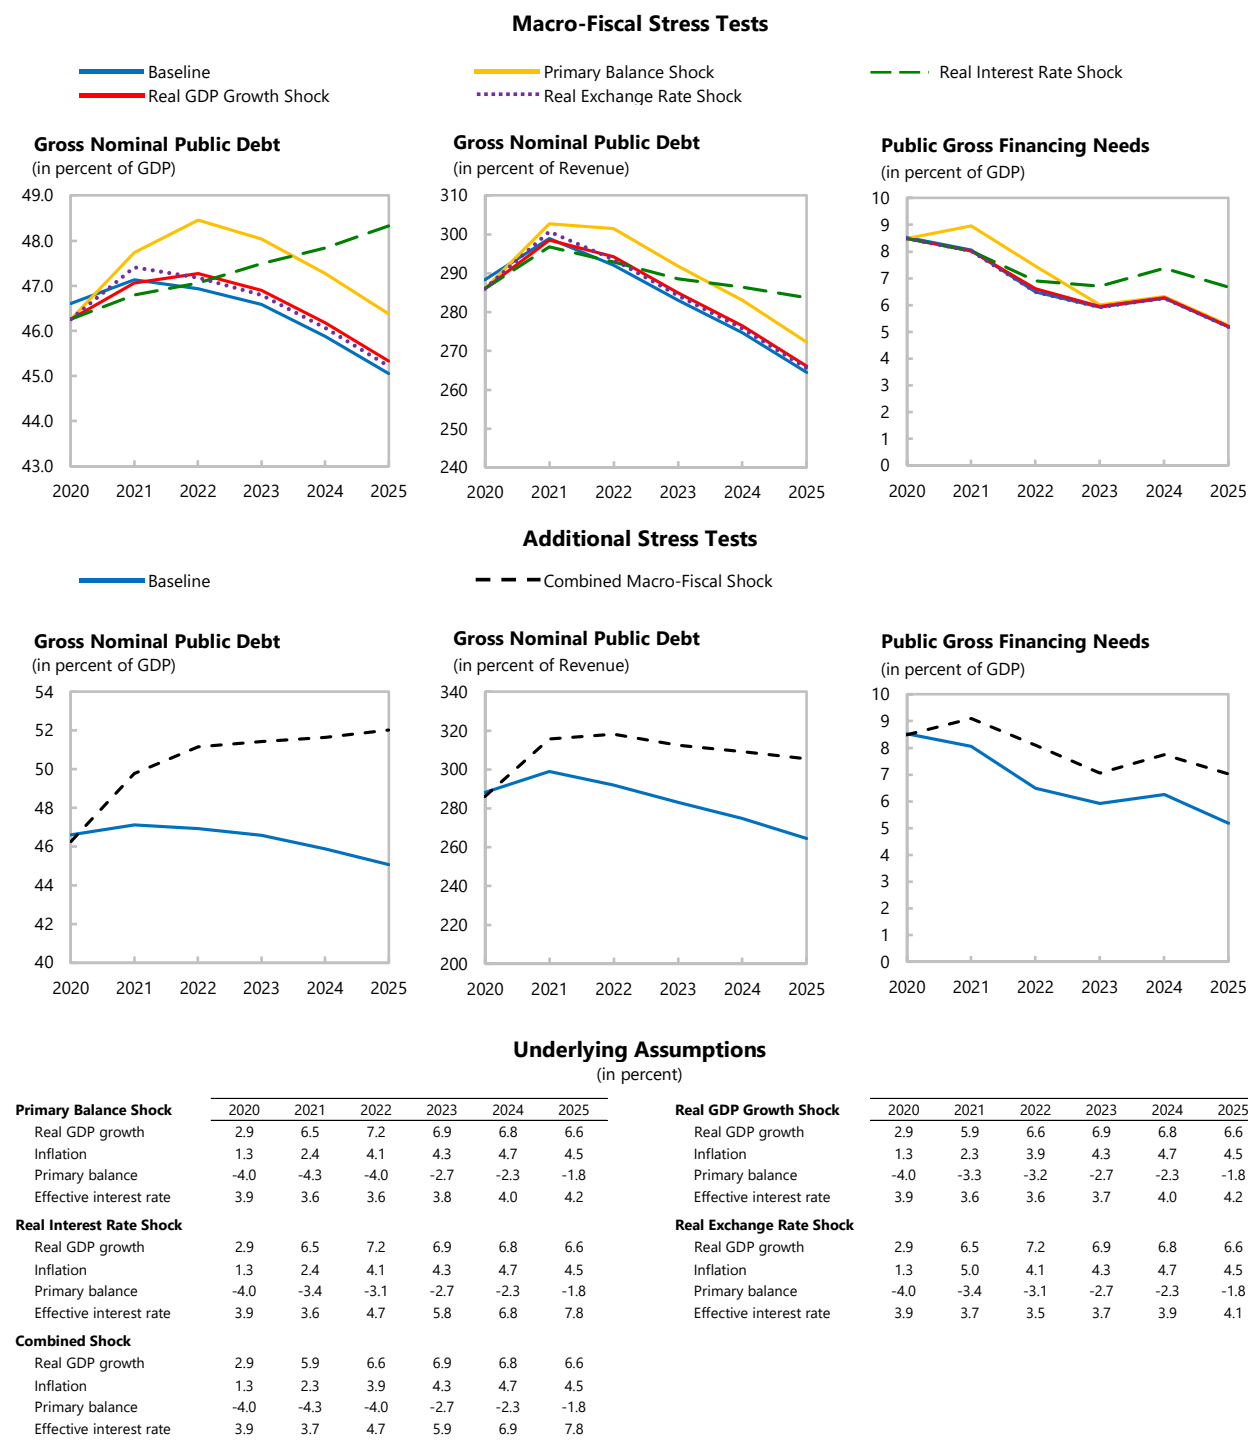 Macro-Fiscal Stress Tests
Baseline
Primary Balance Shock
Real Interest Rate Shock
Real GDP Growth Shock
Real Exchange Rate Shock
Gross Nominal Public Debt
(in percent of GDP)
49.0
48.0
47.0
46.0
45.0
44.0
43.0
2020 2021 2022 2023 2024 2025
Gross Nominal Public Debt
(in percent of Revenue)
310
300
290
280
270
260
250
240
2020 2021 2022 2023 2024 2025
Public Gross Financing Needs
(in percent of GDP)
10
9
8
7
6
5
4
3
2
1
0
2020 2021 2022 2023 2024 2025
Additional Stress Tests
Baseline
Combined Macro-Fiscal Shock
Gross Nominal Public Debt
(in percent of GDP)
54
52
50
48
46
44
42
40
2020 2021 2022 2023 2024 2025
Gross Nominal Public Debt
(in percent of Revenue)
340
320
300
280
260
240
220
200
2020 2021 2022 2023 2024 2025
Public Gross Financing Needs
(in percent of GDP)
10
9
8
7
6
5
4
3
2
1
0
2020 2021 2022 2023 2024 2025
Underlying Assumptions
(in percent)
Primary Balance Shock 2020 2021 2022 2023 2024 2025
Real GDP growth 2.9 6.5 7.2 6.9 6.8 6.6
Inflation 1.3 2.4 4.1 4.3 4.7 4.5
Primary balance -4.0 -4.3 -4.0 -2.7 -2.3 -1.8
Effective interest rate 3.9 3.6 3.6 3.8 4.0 4.2
Real Interest Rate Shock
Real GDP growth 2.9 6.5 7.2 6.9 6.8 6.6
Inflation 1.3 2.4 4.1 4.3 4.7 4.5
Primary balance -4.0 -3.4 -3.1 -2.7 -2.3 -1.8
Effective interest rate 3.9 3.6 4.7 5.8 6.8 7.8
Combined Shock
Real GDP growth 2.9 5.9 6.6 6.9 6.8 6.6
Inflation 1.3 2.3 3.9 4.3 4.7 4.5
Primary balance -4.0 -4.3 -4.0 -2.7 -2.3 -1.8
Effective interest rate 3.9 3.7 4.7 5.9 6.9 7.8
Real GDP Growth Shock 2020 2021 2022 2023 2024 2025
Real GDP growth 2.9 5.9 6.6 6.9 6.8 6.6
Inflation 1.3 2.3 3.9 4.3 4.7 4.5
Primary balance -4.0 -3.3 -3.2 -2.7 -2.3 -1.8
Effective interest rate 3.9 3.6 3.6 3.7 4.0 4.2
Real Exchange Rate Shock
Real GDP growth 2.9 6.5 7.2 6.9 6.8 6.6
Inflation 1.3 5.0 4.1 4.3 4.7 4.5
Primary balance -4.0 -3.4 -3.1 -2.7 -2.3 -1.8
Effective interest rate 3.9 3.7 3.5 3.7 3.9 4.1